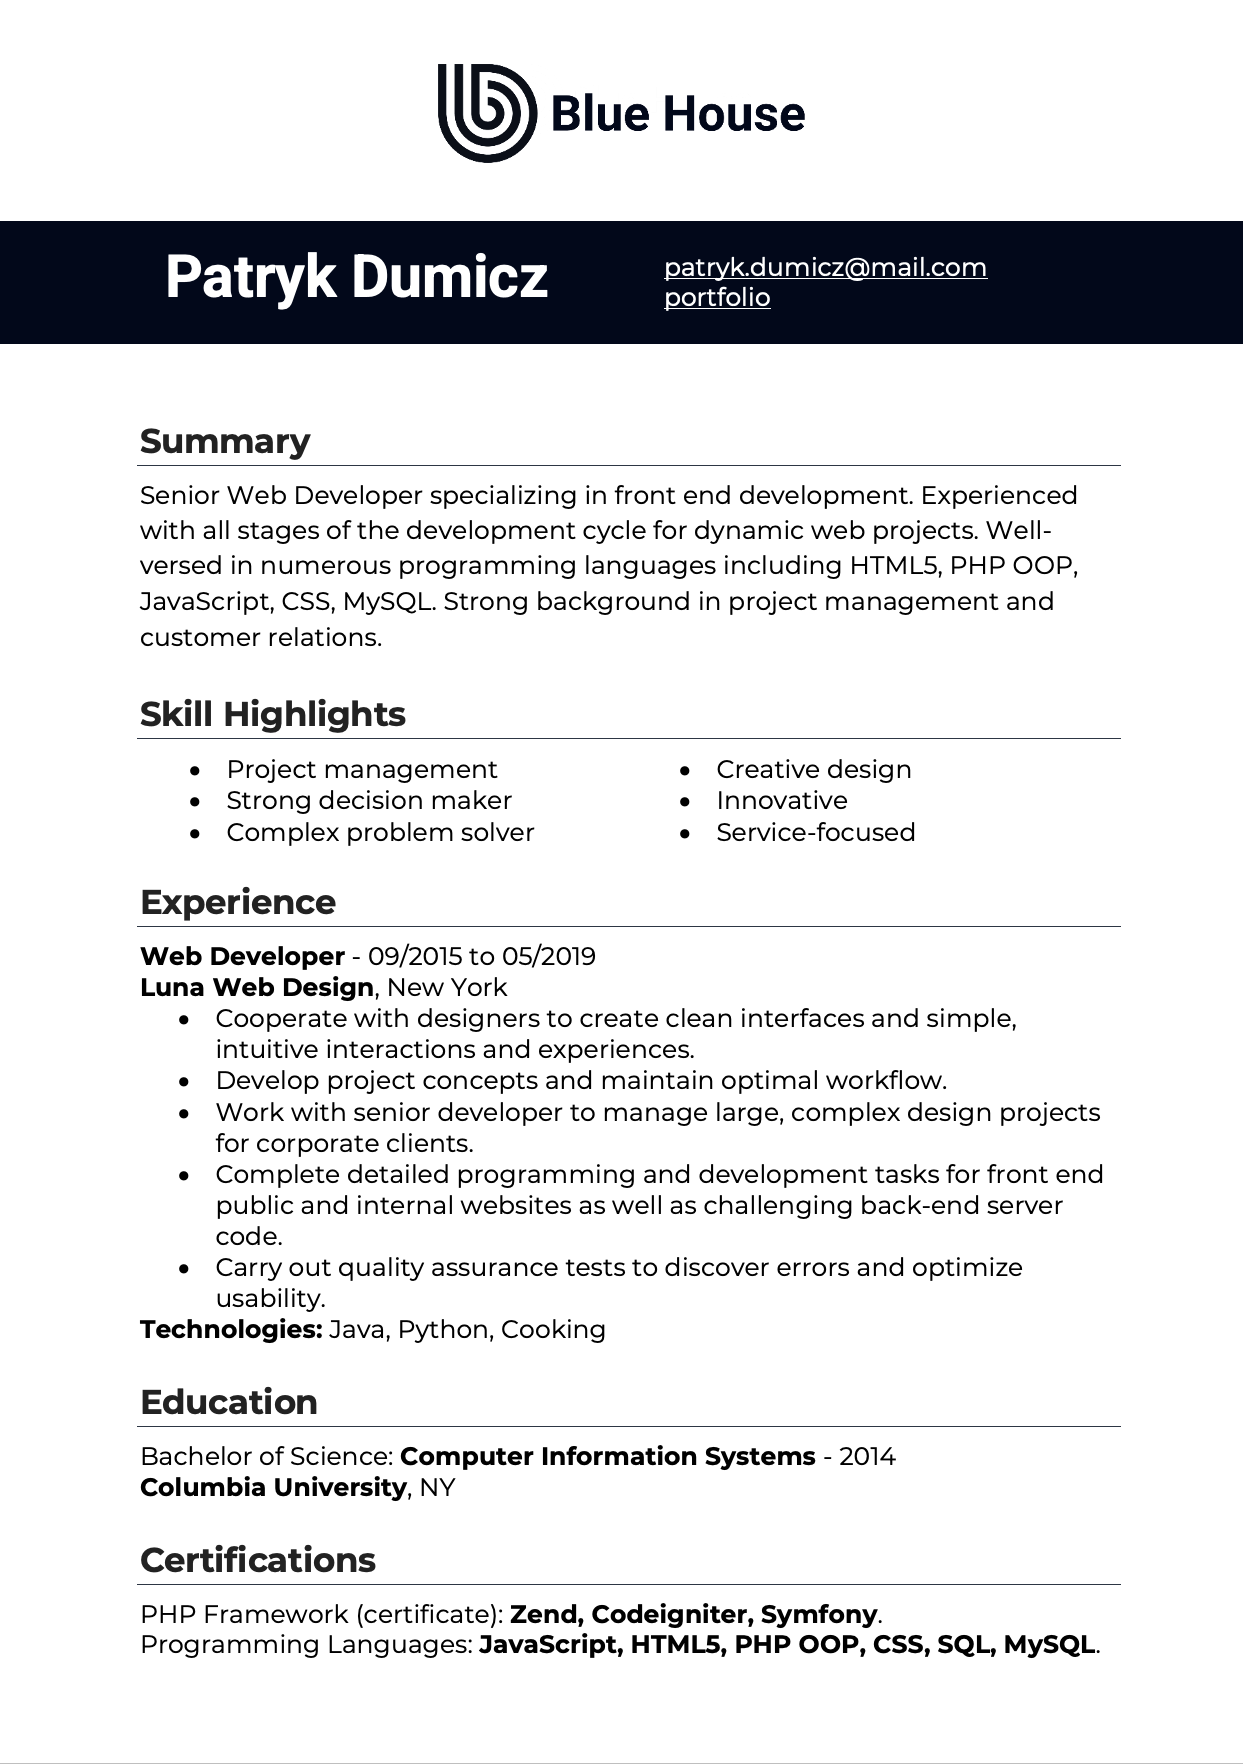 Blue House
Patryk Dumicz
patryk.dumicz@mail.com
portfolio
Summary
Senior Web Developer specializing in front end development. Experienced
with all stages of the development cycle for dynamic web projects. Well-
versed in numerous programming languages including HTML5, PHP OOP,
JavaScript, CSS, MySQL. Strong background in project management and
customer relations.
Skill Highlights
• Project management
• Strong decision maker
• Complex problem solver
• Creative design
• Innovative
• Service-focused
Experience
Web Developer - 09/2015 to 05/2019
Luna Web Design, New York
• Cooperate with designers to create clean interfaces and simple,
intuitive interactions and experiences.
• Develop project concepts and maintain optimal workflow.
• Work with senior developer to manage large, complex design projects
for corporate clients.
• Complete detailed programming and development tasks for front end
public and internal websites as well as challenging back-end server
code.
• Carry out quality assurance tests to discover errors and optimize
usability.
Technologies: Java, Python, Cooking
Education
Bachelor of Science: Computer Information Systems - 2014
Columbia University, NY
Certifications
PHP Framework (certificate): Zend, Codeigniter, Symfony.
Programming Languages: JavaScript, HTML5, PHP OOP, CSS, SQL, MySQL.